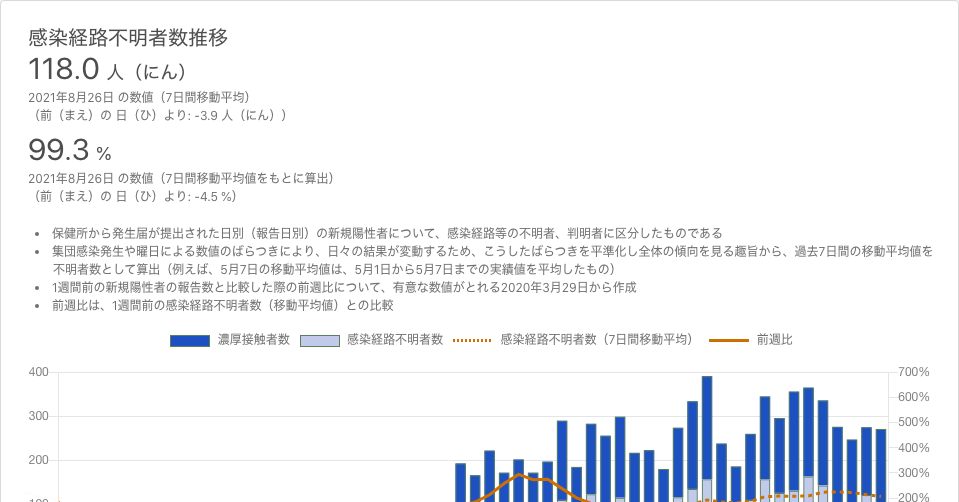 感染経路不明者数推移
118.0 人（にん）
2021年8月26日 の数値（7日間移動平均）
（前（まえ）の 日（ひ）より: -3.9 人（にん））
99.3 %
2021年8月26日 の数値（7日間移動平均値をもとに算出）
（前（まえ）の 日（ひ）より: -4.5 %）
• 保健所から発生届が提出された日別（報告日別）の新規陽性者について、感染経路等の不明者、判明者に区分したものである
• 集団感染発生や曜日による数値のばらつきにより、日々の結果が変動するため、こうしたばらつきを平準化し全体の傾向を見る趣旨から、過去7日間の移動平均値を
不明者数として算出（例えば、5月7日の移動平均値は、5月1日から5月7日までの実績値を平均したもの）
• 1週間前の新規陽性者の報告数と比較した際の前週比について、有意な数値がとれる2020年3月29日から作成
• 前週比は、1週間前の感染経路不明者数（移動平均値）との比較
濃厚接触者数 感染経路不明者数 感染経路不明者数（7日間移動平均） 前週比
400 700%
600%
300 500%
400%
200 300%
100 200%